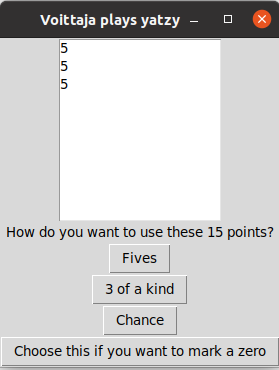 Voittaja plays yatzy
5
5
5
How do you want to use these 15 points?
Fives
3 of a kind
Chance
Choose this if you want to mark a zero